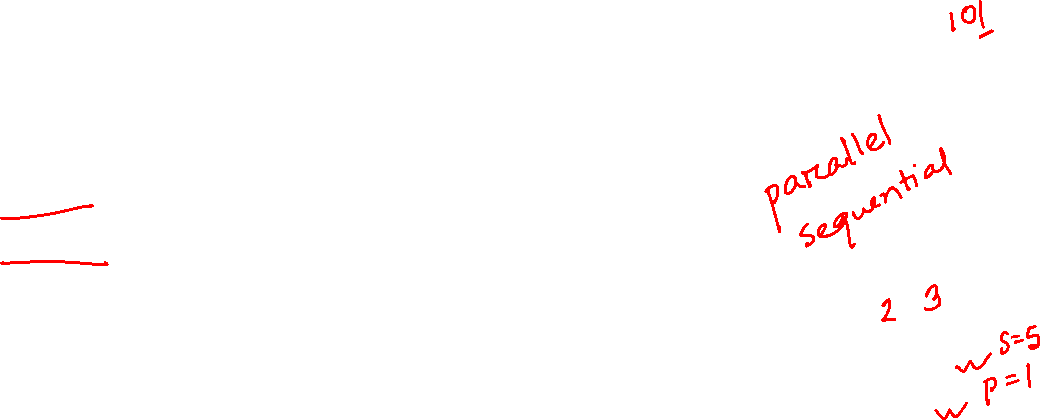 101
parallel
sequential
2 3
s=5
p=1